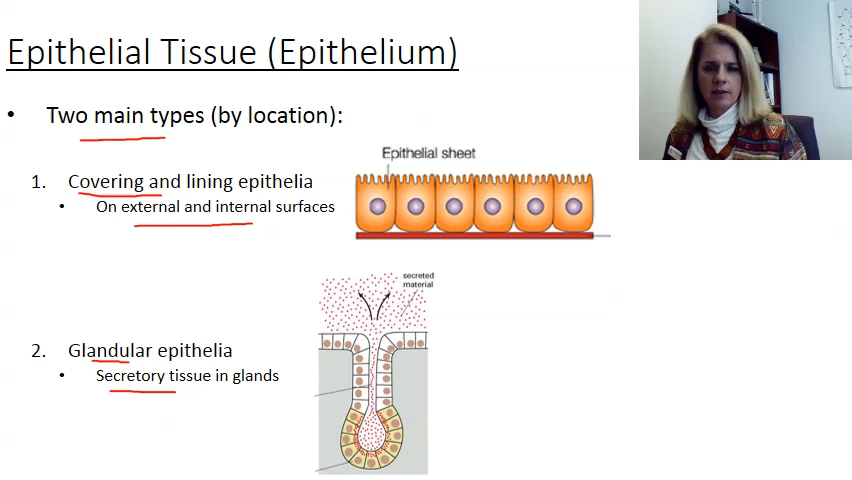 Epithelial Tissue (Epithelium)
• Two main types (by location):
Epithelial sheet
1. Covering and lining epithelia
• On external and internal surfaces
secreted
material
2. Glandular epithelia
• Secretory tissue in glands